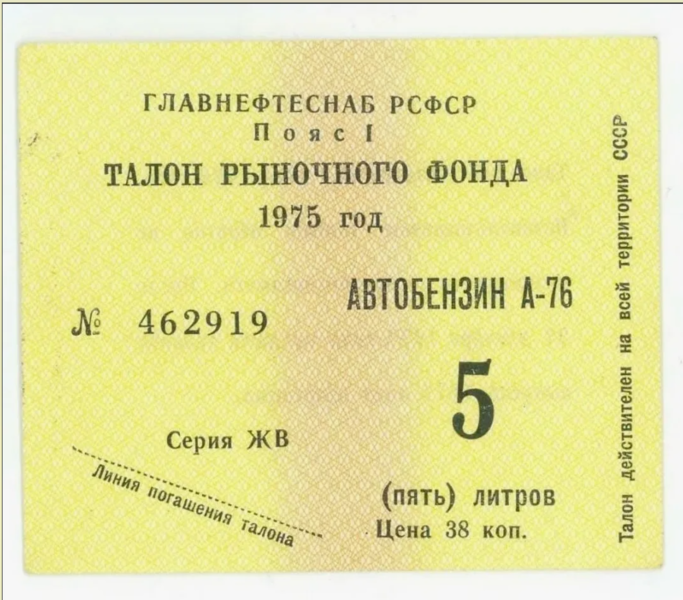 ГЛАВНЕФТЕСНАБ РСФСР
Пояс I
ТАЛОН РЫНОЧНОГО ФОНДА
1975 год
АВТОБЕНЗИН А-76
№ 462919
5
Серия ЖВ
Линия погашения талона
(пять) литров
Цена 38 коп.
Талон действителен на всей территории СССР